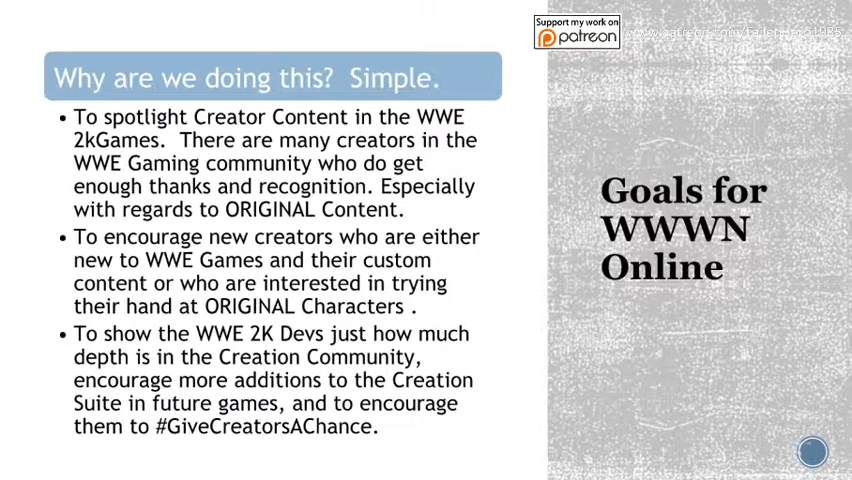 Support my work on
patreon
Why are we doing this?  Simple.
• To spotlight Creator Content in the WWE
2kGames.  There are many creators in the
WWE Gaming community who do get
enough thanks and recognition. Especially
with regards to ORIGINAL Content.
• To encourage new creators who are either
new to WWE Games and their custom
content or who are interested in trying
their hand at ORIGINAL Characters .
• To show the WWE 2K Devs just how much
depth is in the Creation Community,
encourage more additions to the Creation
Suite in future games, and to encourage
them to #GiveCreatorsAChance.
Goals for
WWWN
Online